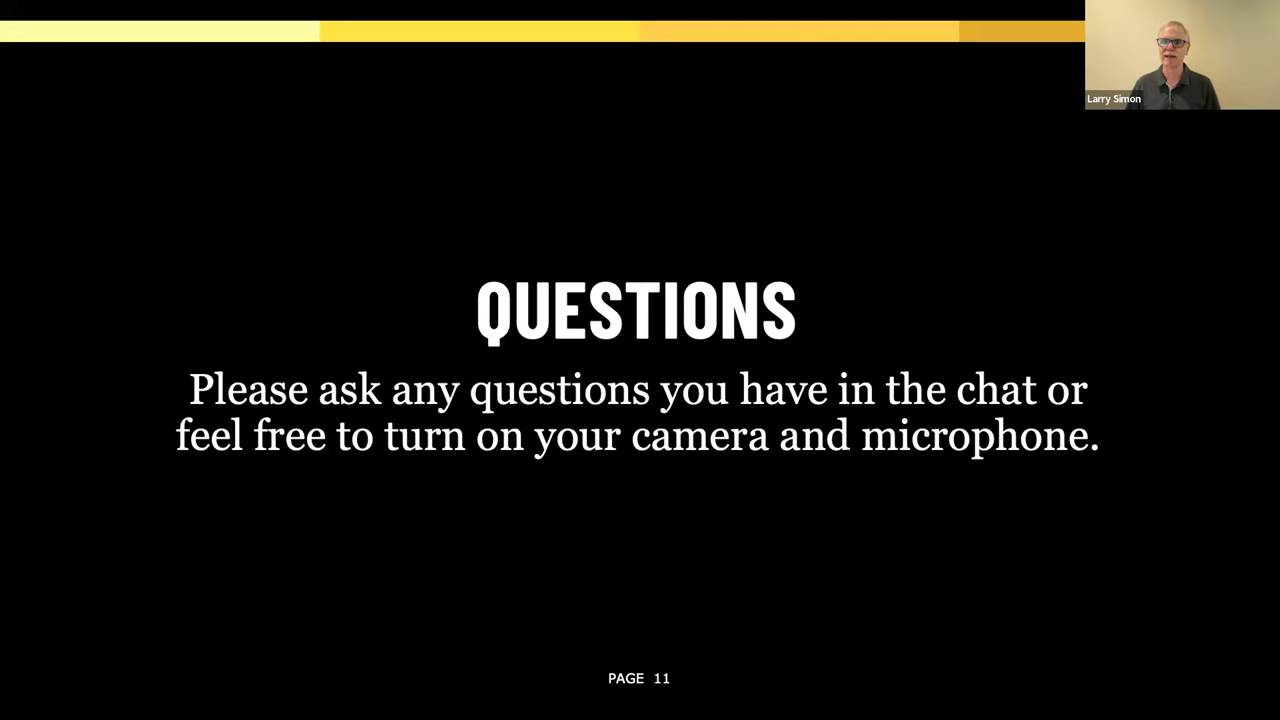 Larry Simon
QUESTIONS
Please ask any questions you have in the chat or
feel free to turn on your camera and microphone.
PAGE 11